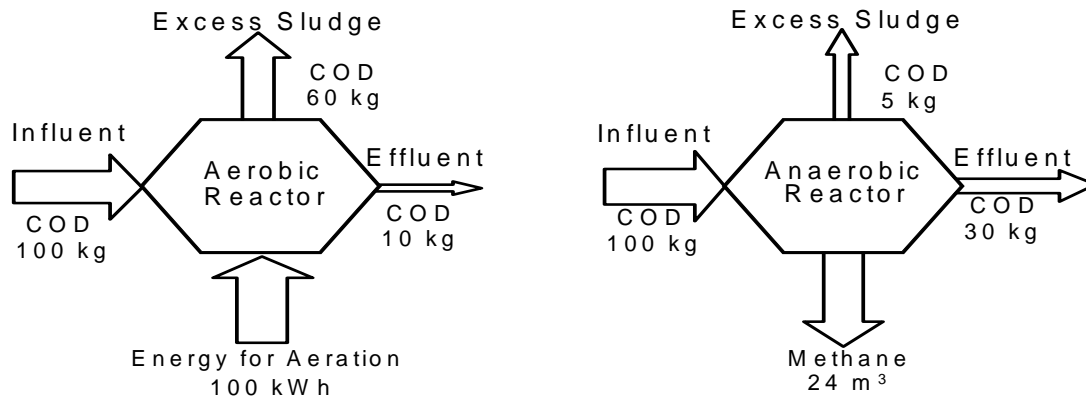 Excess Sludge
COD
60 kg
Influent
Aerobic
Reactor
Effluent
COD
100 kg
COD
10 kg
Energy for Aeration
100 kWh
Excess Sludge
COD
5 kg
Influent
Anaerobic
Reactor
Effluent
COD
100 kg
COD
30 kg
Methane
24 m³